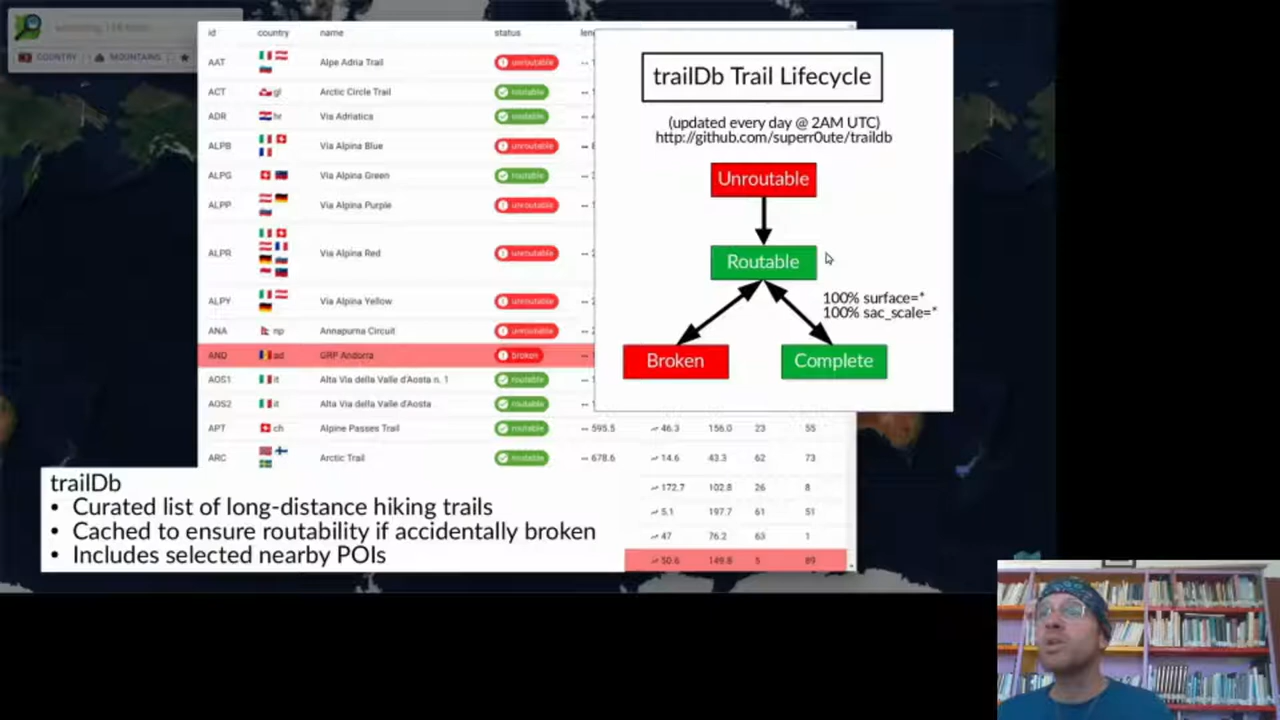 COUNTRY MOUNTAINS
id country name status
AAT Alpe Adria Trail unroutable
ACT gl Arctic Circle Trail routable
ADR hr Via Adriatica routable
ALPB Via Alpina Blue unroutable
ALPG Via Alpina Green routable
ALPP Via Alpina Purple unroutable
ALPR Via Alpina Red unroutable
ALPY Via Alpina Yellow unroutable
ANA np Annapurna Circuit unroutable
AND ad GRP Andorra broken
AOS1 it Alta Via della Valle d'Aosta n. 1 routable
AOS2 it Alta Via della Valle d'Aosta routable
APT ch Alpine Passes Trail routable 595.5 46.3 156.0 23 55
ARC Arctic Trail routable 678.6 14.6 43.3 62 73
172.7 102.8 26 8
5.1 197.7 61 51
47 76.2 63 1
50.6 149.8 5 89
trailDb Trail Lifecycle
(updated every day @ 2AM UTC)
http://github.com/superr0ute/traildb
Unroutable
Routable
100% surface=*
100% sac_scale=*
Broken
Complete
trailDb
• Curated list of long-distance hiking trails
• Cached to ensure routability if accidentally broken
• Includes selected nearby POIs